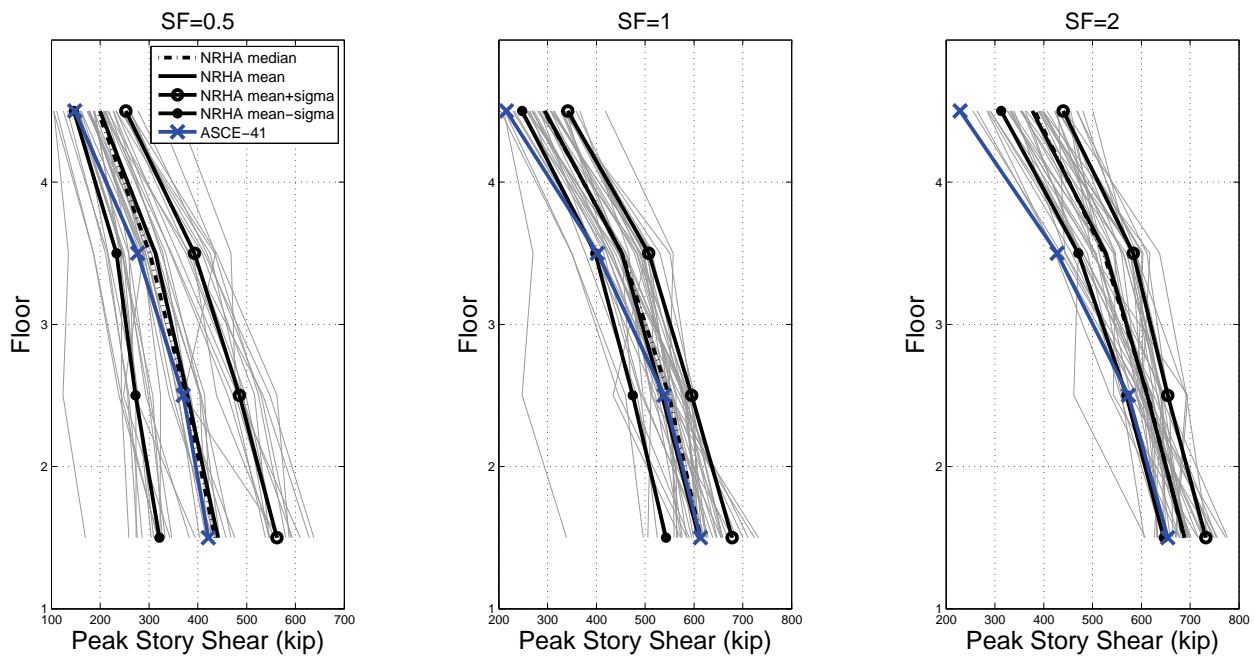 SF=0.5
NRHA median
NRHA mean
NRHA mean+sigma
NRHA mean−sigma
ASCE−41
4
3
2
1
Floor
100 200 300 400 500 600 700
Peak Story Shear (kip)
SF=1
4
3
2
1
Floor
200 300 400 500 600 700 800
Peak Story Shear (kip)
SF=2
4
3
2
1
Floor
200 300 400 500 600 700 800
Peak Story Shear (kip)